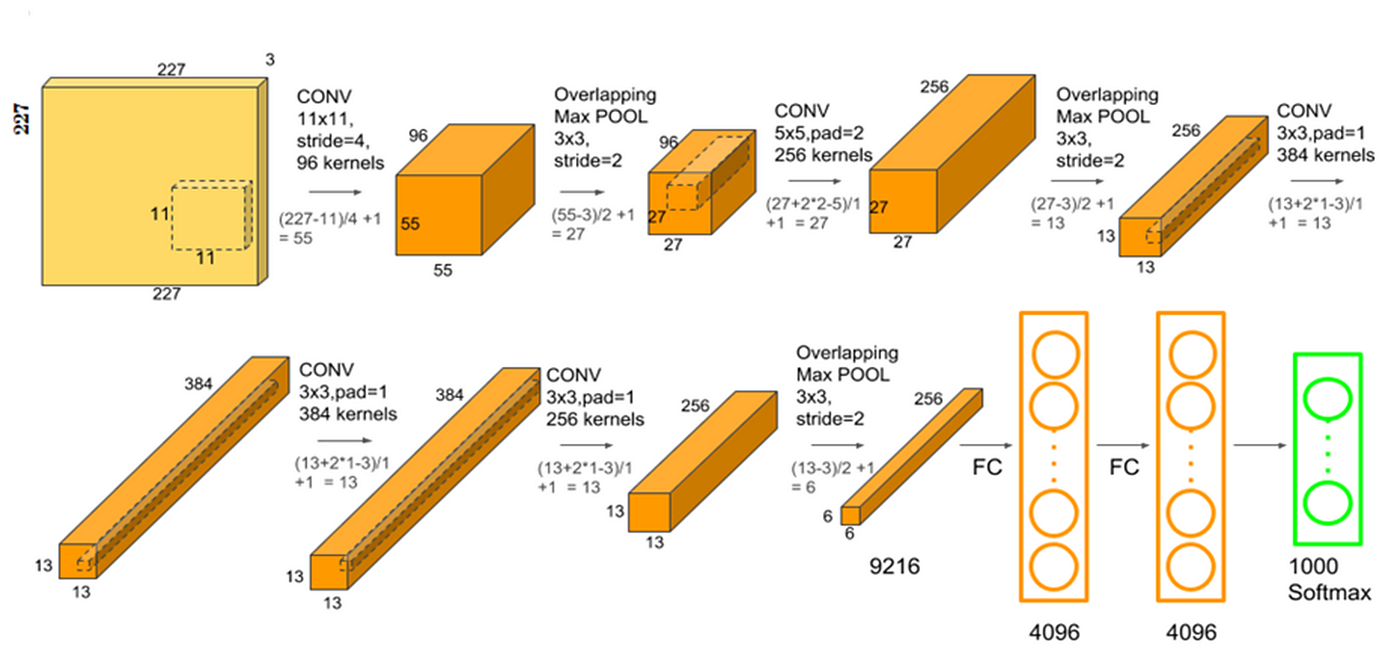 227
3
227
11
11
227
CONV
11x11,
stride=4,
96 kernels
(227-11)/4 +1
= 55
96
55
55
Overlapping
Max POOL
3x3,
stride=2
(55-3)/2 +1
= 27
96
27
27
CONV
5x5,pad=2
256 kernels
(27+2*2-5)/1
+1 = 27
256
27
27
Overlapping
Max POOL
3x3,
stride=2
(27-3)/2 +1
= 13
256
13
13
CONV
3x3,pad=1
384 kernels
(13+2*1-3)/1
+1 = 13
384
13
13
CONV
3x3,pad=1
384 kernels
(13+2*1-3)/1
+1 = 13
384
13
13
CONV
3x3,pad=1
256 kernels
(13+2*1-3)/1
+1 = 13
256
13
13
Overlapping
Max POOL
3x3,
stride=2
(13-3)/2 +1
= 6
256
6
6
9216
FC
4096
FC
4096
1000
Softmax